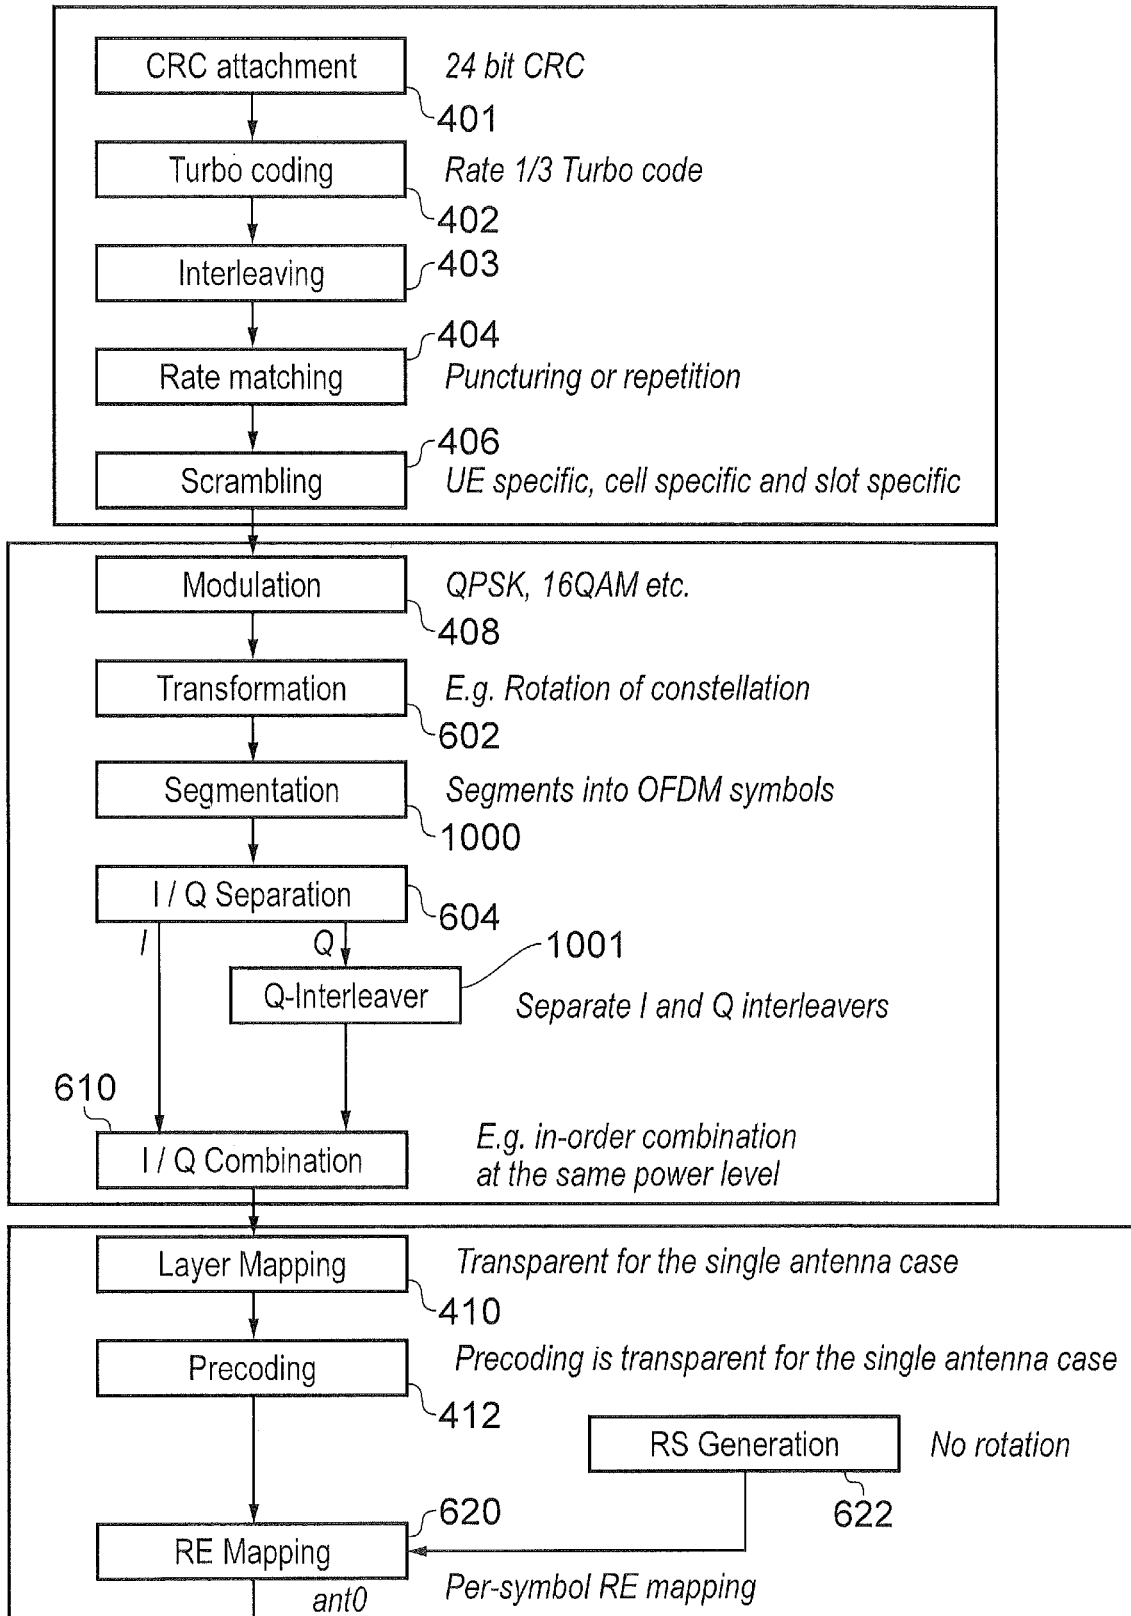 CRC attachment 24 bit CRC
401
Turbo coding Rate 1/3 Turbo code
402
Interleaving 403
404
Rate matching Puncturing or repetition
406
Scrambling UE specific, cell specific and slot specific
Modulation QPSK, 16QAM etc.
408
Transformation E.g. Rotation of constellation
602
Segmentation Segments into OFDM symbols
1000
I / Q Separation
604
I Q 1001
Q-Interleaver Separate I and Q interleavers
610
I / Q Combination E.g. in-order combination
at the same power level
Layer Mapping Transparent for the single antenna case
410
Precoding Precoding is transparent for the single antenna case
412
RS Generation No rotation
622
620
RE Mapping
Per-symbol RE mapping
ant0